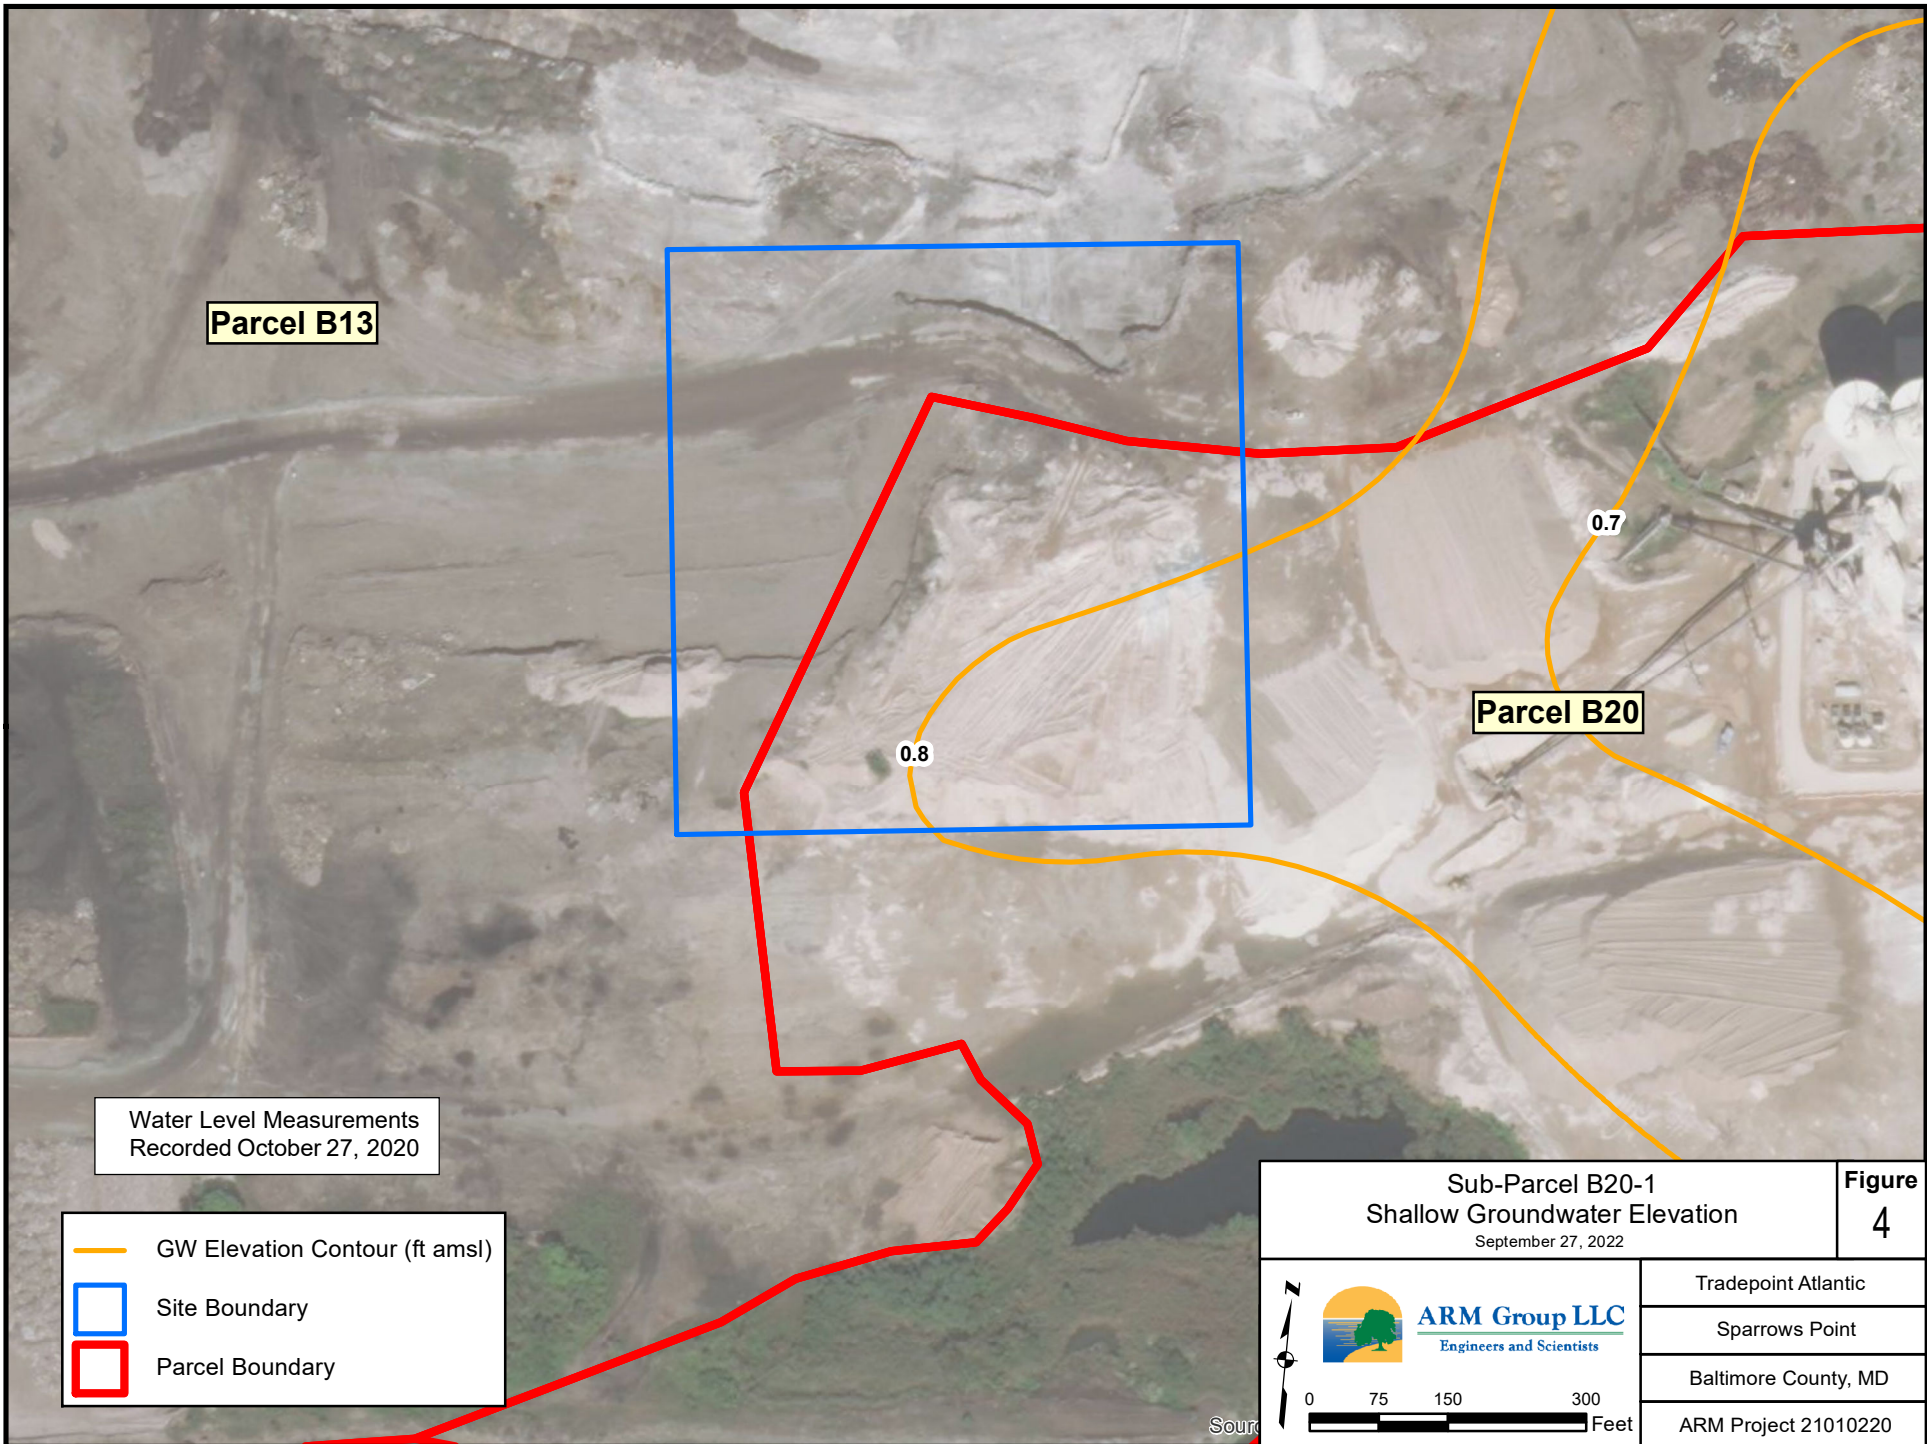 Parcel B13
0.7
Parcel B20
0.8
Water Level Measurements
Recorded October 27, 2020
GW Elevation Contour (ft amsl)
Site Boundary
Parcel Boundary
Sub-Parcel B20-1
Shallow Groundwater Elevation
September 27, 2022
Figure
4
N
ARM Group LLC
Engineers and Scientists
0 75 150 300
Feet
Tradepoint Atlantic
Sparrows Point
Baltimore County, MD
ARM Project 21010220